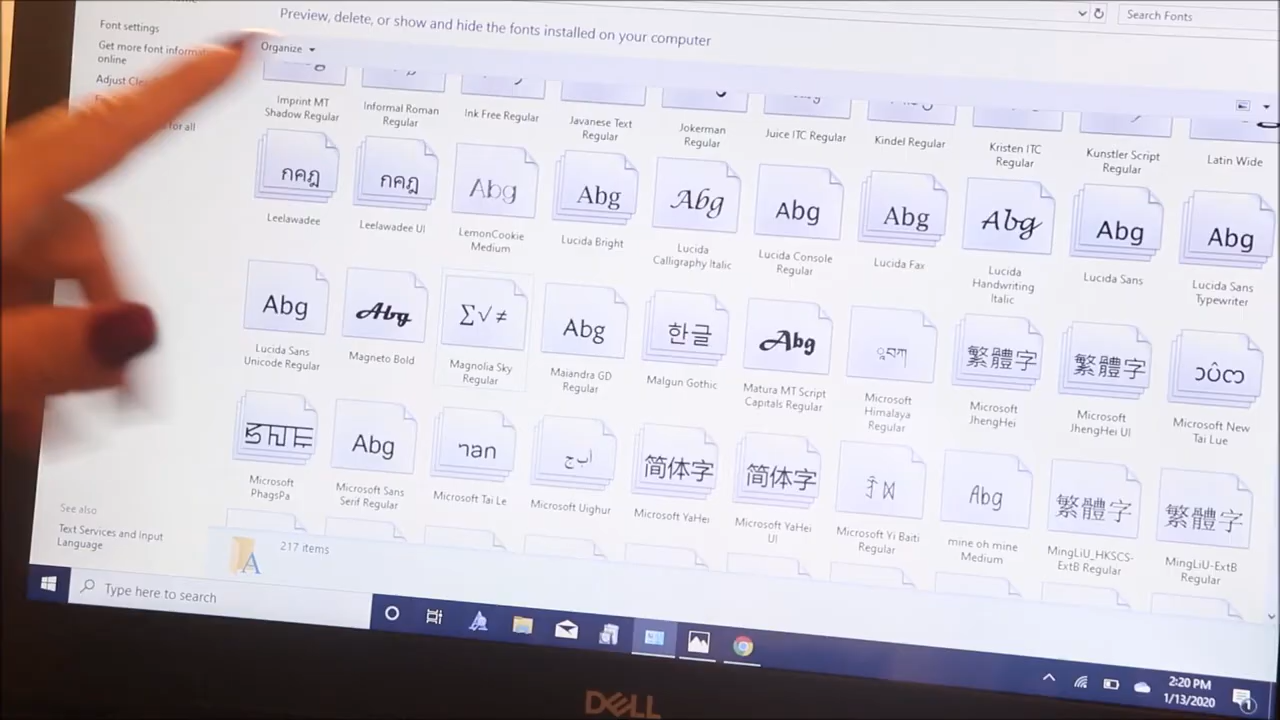 Font settings
Get more font informat
online
Adjust Cle
for all
See also
Text Services and Input
Language
Preview, delete, or show and hide the fonts installed on your computer
Search Fonts
Organize
Imprint MT
Shadow Regular
Informal Roman
Regular
Ink Free Regular
Javanese Text
Regular
Jokerman
Regular
Juice ITC Regular
Kindel Regular
Kristen ITC
Regular
Kunstler Script
Regular
Latin Wide
กคฎ
กคฎ
Abg
Abg
Abg
Abg
Abg
Abg
Abg
Abg
Leelawadee
Leelawadee UI
LemonCookie
Medium
Lucida Bright
Lucida
Calligraphy Italic
Lucida Console
Regular
Lucida Fax
Lucida
Handwriting
Italic
Lucida Sans
Lucida Sans
Typewriter
Abg
Abg
∑√≠
Abg
한글
Abg
繁體字
繁體字
Lucida Sans
Unicode Regular
Magneto Bold
Magnolia Sky
Regular
Maiandra GD
Regular
Malgun Gothic
Matura MT Script
Capitals Regular
Microsoft
Himalaya
Regular
Microsoft
JhengHei
Microsoft
JhengHei UI
Microsoft New
Tai Lue
Abg
简体字
简体字
Abg
繁體字
繁體字
Microsoft
PhagsPa
Microsoft Sans
Serif Regular
Microsoft Tai Le
Microsoft Uighur
Microsoft YaHei
Microsoft YaHei
UI
Microsoft Yi Baiti
Regular
mine oh mine
Medium
MingLiU_HKSCS-
ExtB Regular
MingLiU-ExtB
Regular
217 items
Type here to search
2:20 PM
1/13/2020
DELL